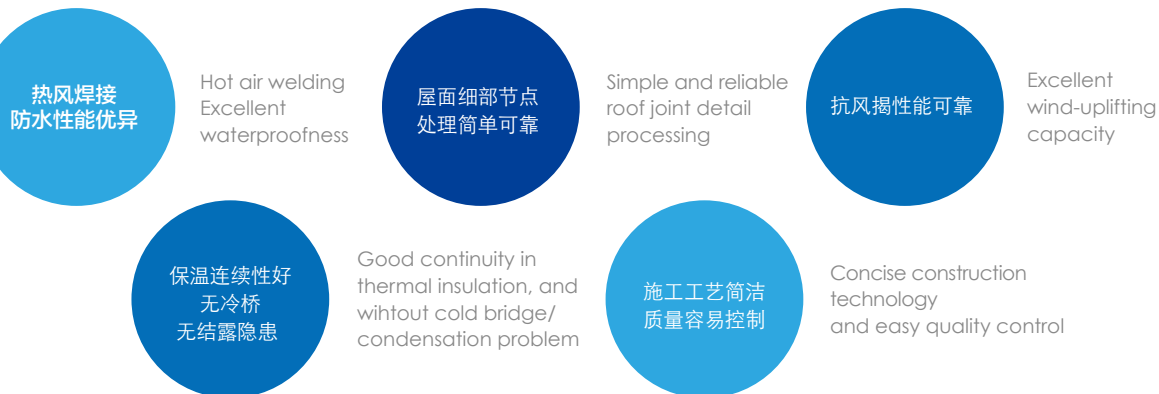 热风焊接
防水性能优异
Hot air welding
Excellent
waterproofness
屋面细部节点
处理简单可靠
Simple and reliable
roof joint detail
processing
抗风揭性能可靠
Excellent
wind-uplifting
capacity
保温连续性好
无冷桥
无结露隐患
Good continuity in
thermal insulation, and
wihtout cold bridge/
condensation problem
施工工艺简洁
质量容易控制
Concise construction
technology
and easy quality control